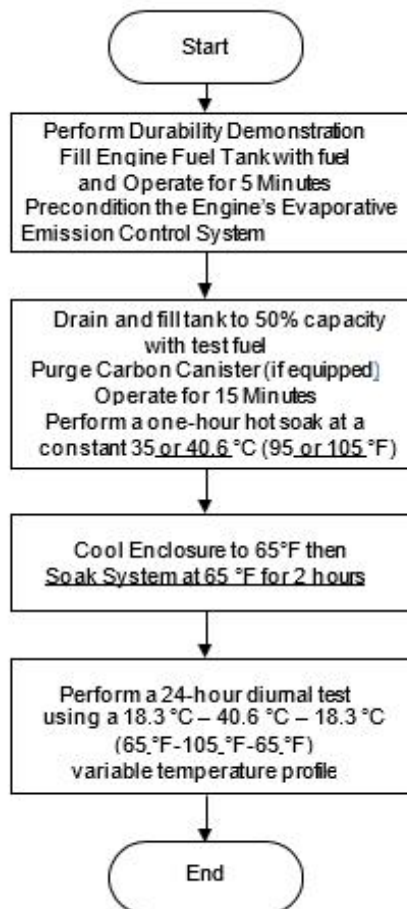 Start
Perform Durability Demonstration
Fill Engine Fuel Tank with fuel
and Operate for 5 Minutes
Precondition the Engine's Evaporative
Emission Control System
Drain and fill tank to 50% capacity
with test fuel
Purge Carbon Canister (if equipped)
Operate for 15 Minutes
Perform a one-hour hot soak at a
constant 35 or 40.6 °C (95 or 105 °F)
Cool Enclosure to 65°F then
Soak System at 65 °F for 2 hours
Perform a 24-hour diurnal test
using a 18.3 °C – 40.6 °C – 18.3 °C
(65 °F-105 °F-65 °F)
variable temperature profile
End